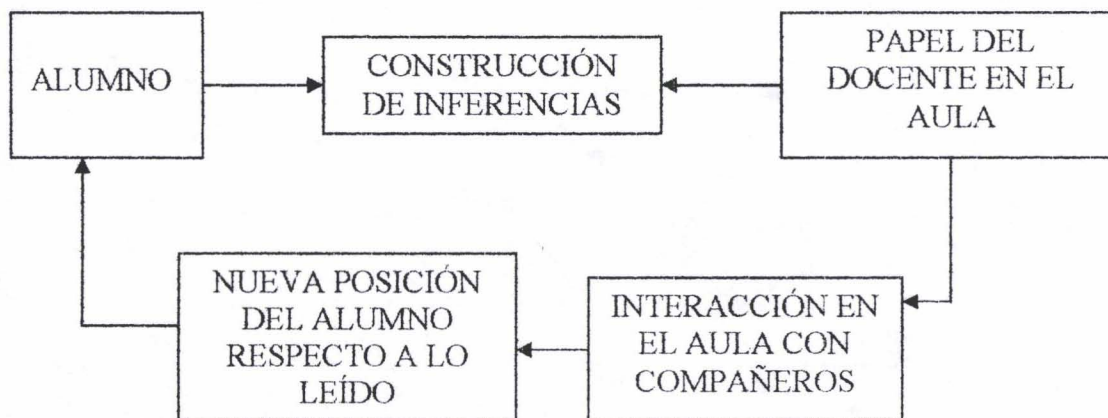 ALUMNO
CONSTRUCCIÓN
DE INFERENCIAS
PAPEL DEL
DOCENTE EN EL
AULA
NUEVA POSICIÓN
DEL ALUMNO
RESPECTO A LO
LEÍDO
INTERACCIÓN EN
EL AULA CON
COMPAÑEROS